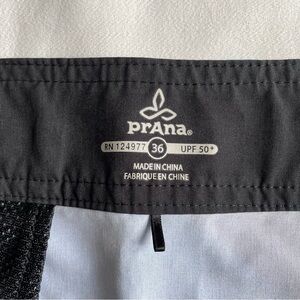 prAna®
RN 124977 36 UPF 50+
MADE IN CHINA
FABRIQUE EN CHINE